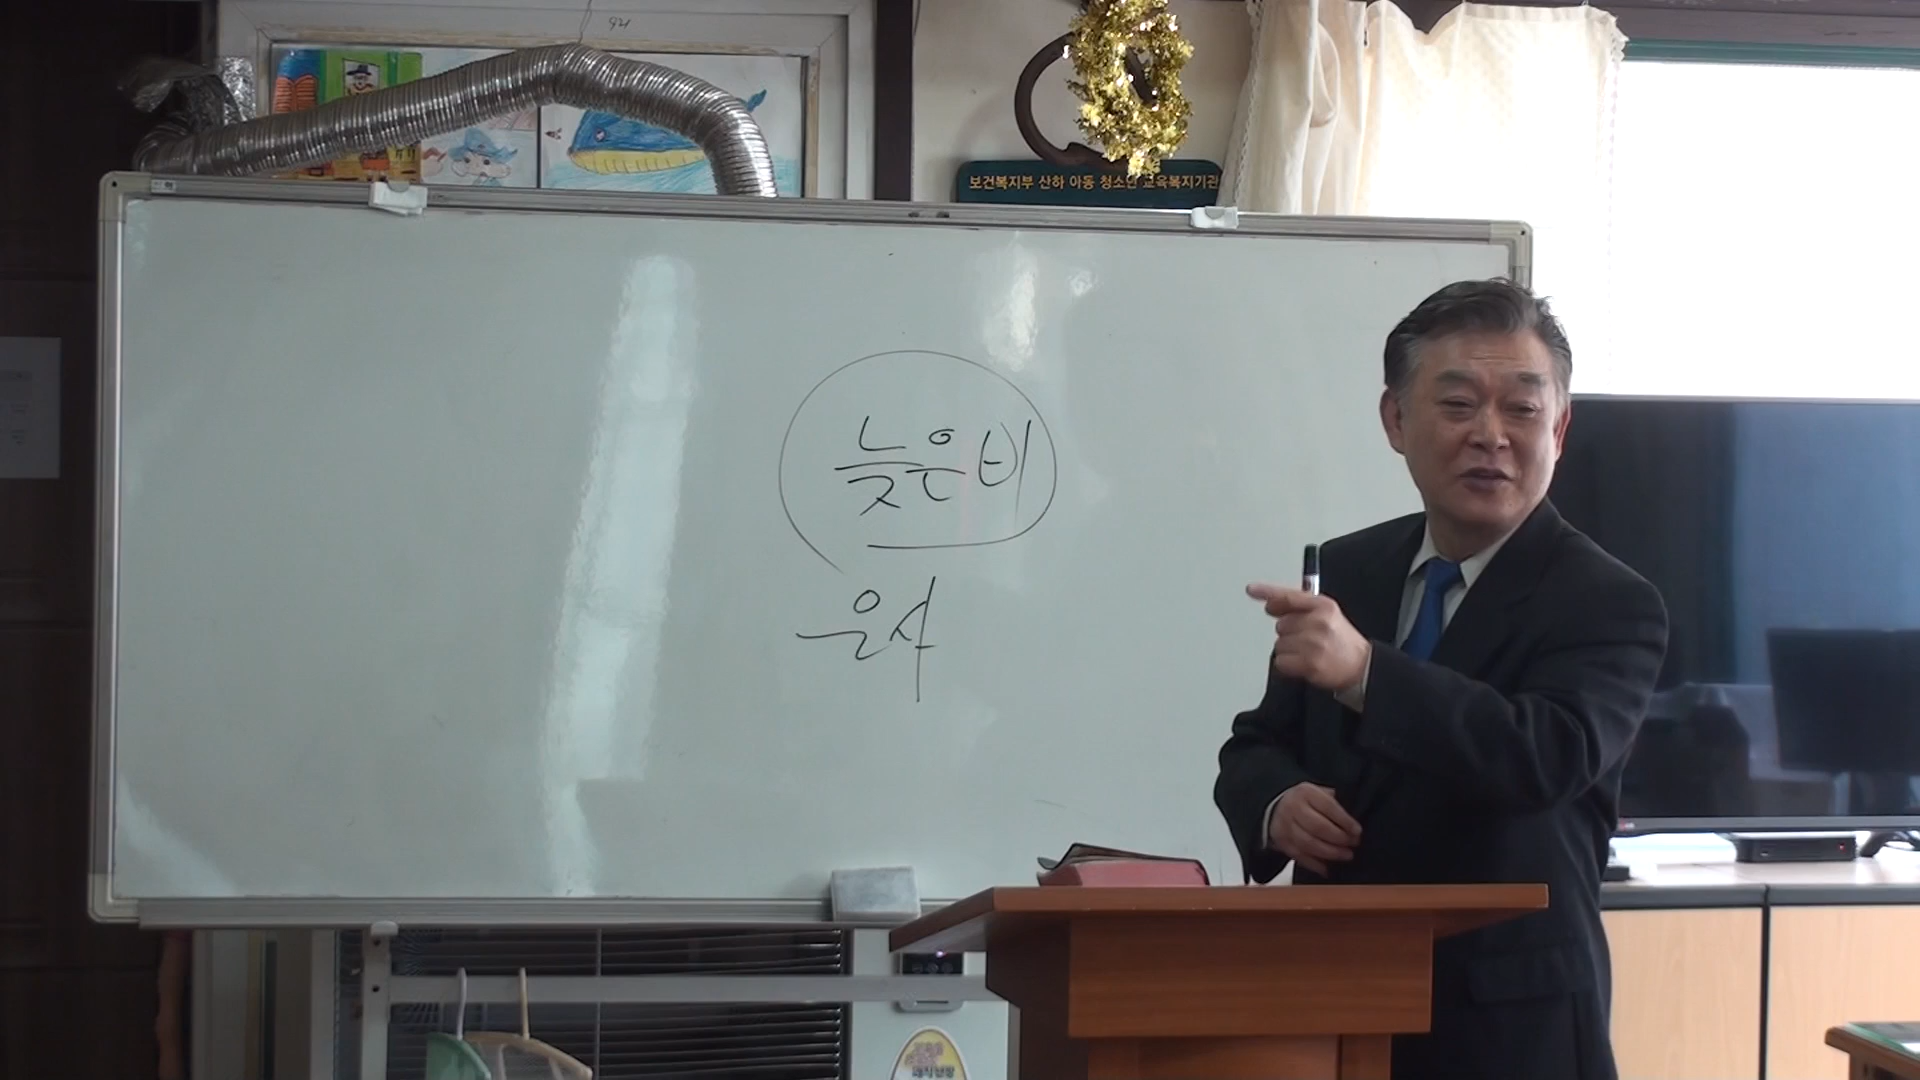 보건복지부 산하 아동 청소년 교육복지기관
늦은비
은사